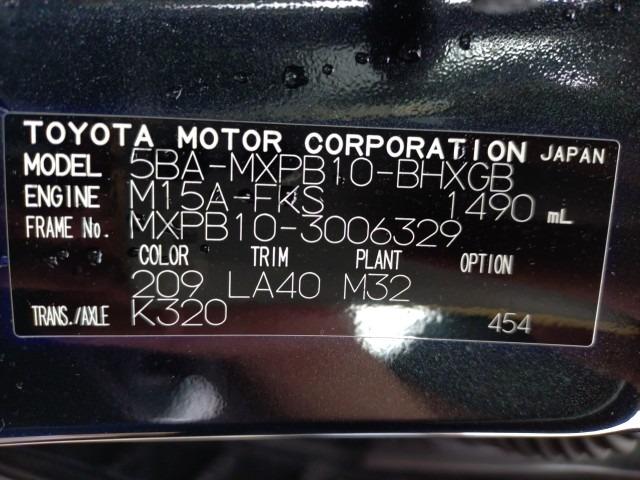 TOYOTA MOTOR CORPORATION JAPAN
MODEL 5BA-MXPB10-BHXGB
ENGINE M15A-FKS 1490 mL
FRAME No. MXPB10-3006329
COLOR TRIM PLANT OPTION
209 LA40 M32
TRANS./AXLE K320 454